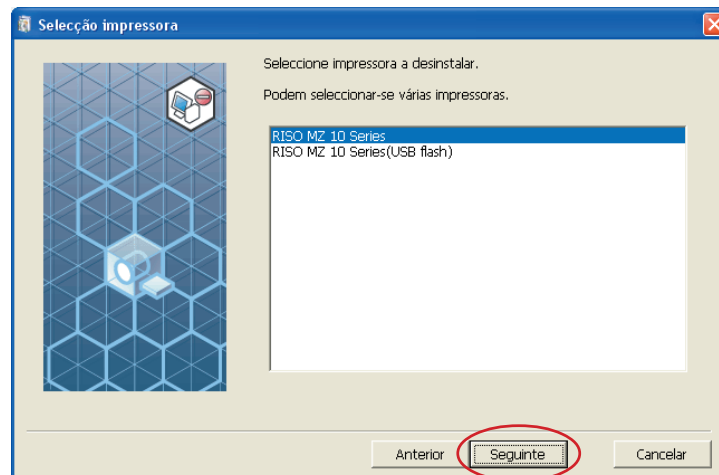 Selecção impressora
Seleccione impressora a desinstalar.
Podem seleccionar-se várias impressoras.
RISO MZ 10 Series
RISO MZ 10 Series(USB flash)
Anterior Seguinte Cancelar